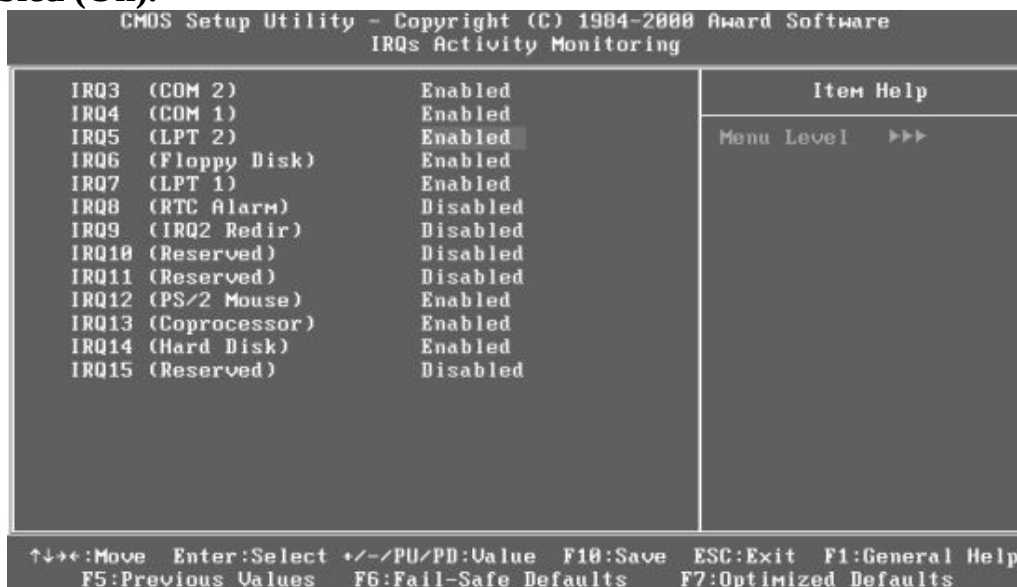 (On).
CMOS Setup Utility - Copyright (C) 1984-2000 Award Software
IRQs Activity Monitoring
IRQ3 (COM 2) Enabled
IRQ4 (COM 1) Enabled
IRQ5 (LPT 2) Enabled
IRQ6 (Floppy Disk) Enabled
IRQ7 (LPT 1) Enabled
IRQ8 (RTC Alarm) Disabled
IRQ9 (IRQ2 Redir) Disabled
IRQ10 (Reserved) Disabled
IRQ11 (Reserved) Disabled
IRQ12 (PS/2 Mouse) Enabled
IRQ13 (Coprocessor) Enabled
IRQ14 (Hard Disk) Enabled
IRQ15 (Reserved) Disabled
Item Help
Menu Level ▶▶▶
↑↓→←:Move Enter:Select +/-/PU/PD:Value F10:Save ESC:Exit F1:General Help
F5:Previous Values F6:Fail-Safe Defaults F7:Optimized Defaults